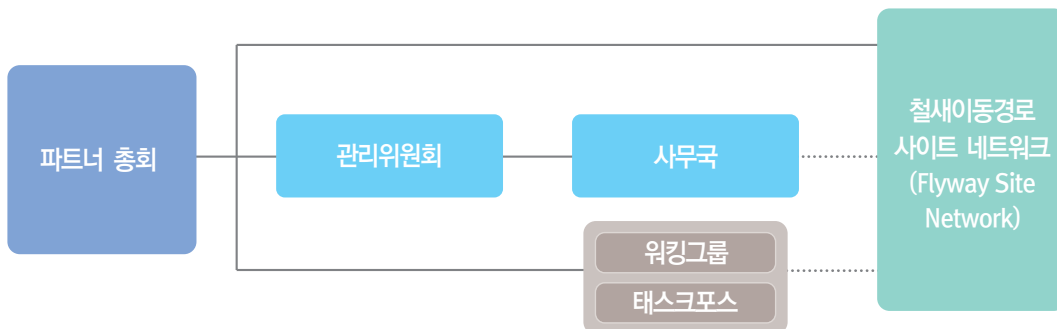 파트너 총회
관리위원회
사무국
워킹그룹
태스크포스
철새이동경로
사이트 네트워크
(Flyway Site
Network)